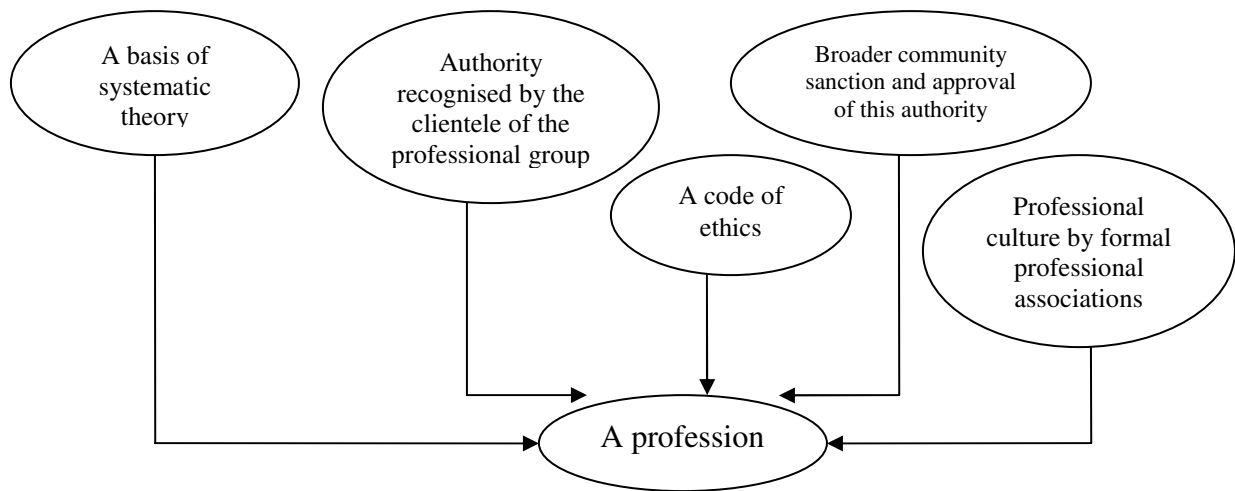 A basis of
systematic
theory
Authority
recognised by the
clientele of the
professional group
Broader community
sanction and approval
of this authority
A code of
ethics
Professional
culture by formal
professional
associations
A profession